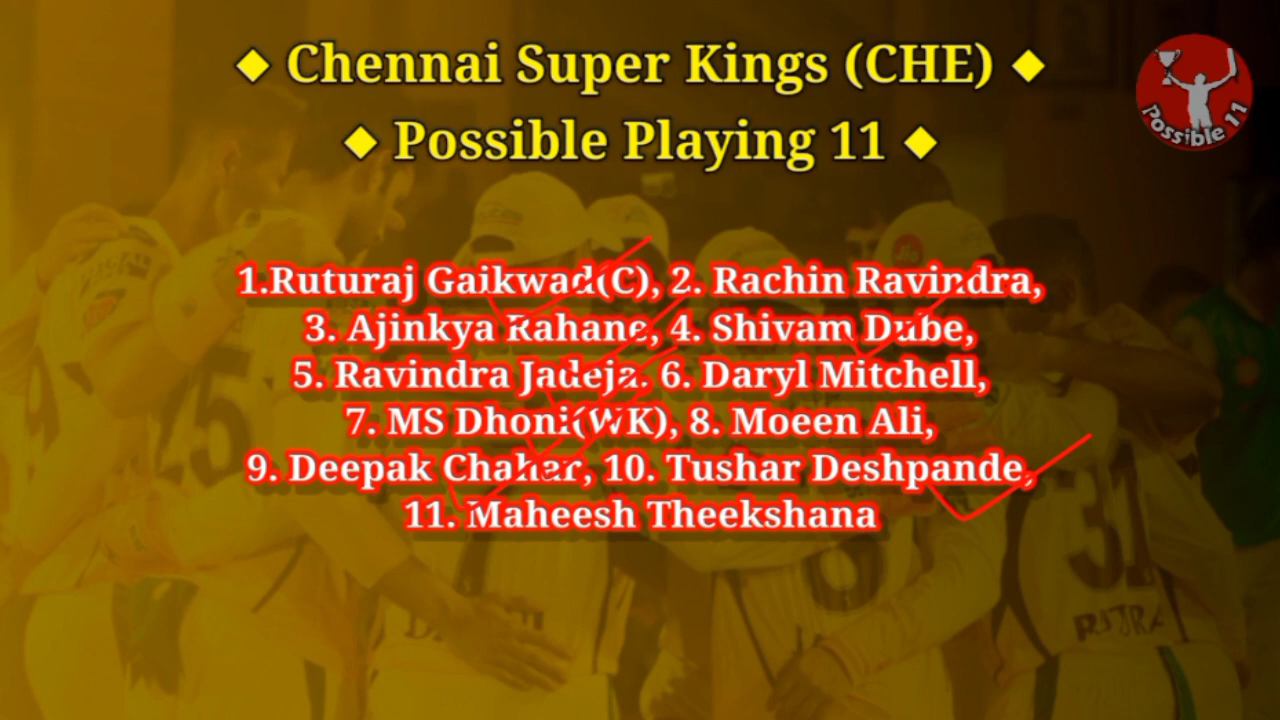 ◆ Chennai Super Kings (CHE) ◆
◆ Possible Playing 11 ◆
Possible 11
1.Ruturaj Gaikwad(C), 2. Rachin Ravindra,
3. Ajinkya Rahane, 4. Shivam Dube,
5. Ravindra Jadeja. 6. Daryl Mitchell,
7. MS Dhoni(WK), 8. Moeen Ali,
9. Deepak Chahar, 10. Tushar Deshpande,
11. Maheesh Theekshana
25
31